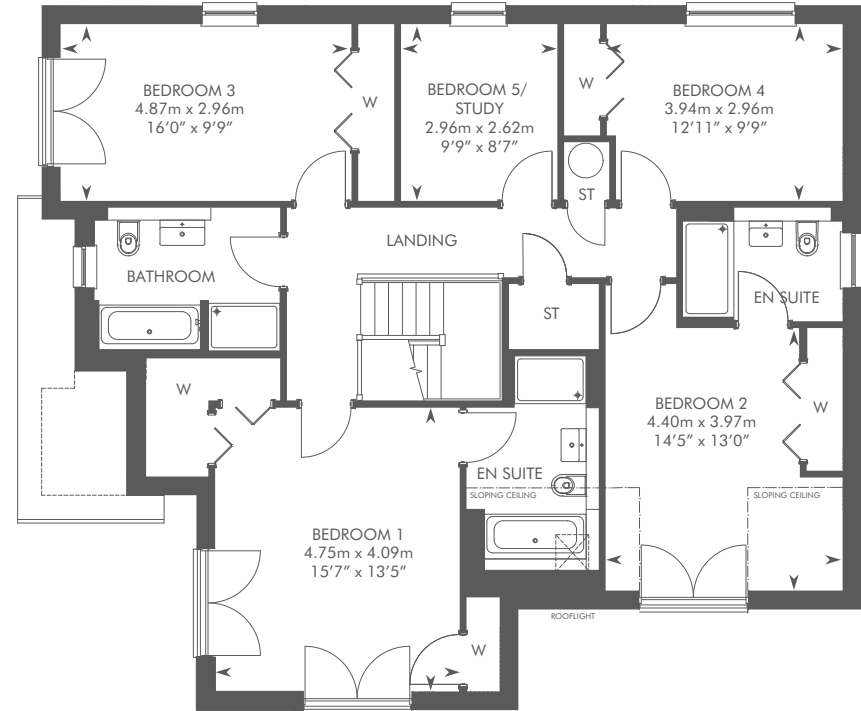 BEDROOM 3
4.87m x 2.96m
16’0” x 9’9”
W
BEDROOM 5/
STUDY
2.96m x 2.62m
9’9” x 8’7”
W
BEDROOM 4
3.94m x 2.96m
12’11” x 9’9”
ST
LANDING
BATHROOM
EN SUITE
ST
W
BEDROOM 2
4.40m x 3.97m
14’5” x 13’0”
W
EN SUITE
SLOPING CEILING
SLOPING CEILING
BEDROOM 1
4.75m x 4.09m
15’7” x 13’5”
ROOFLIGHT
W